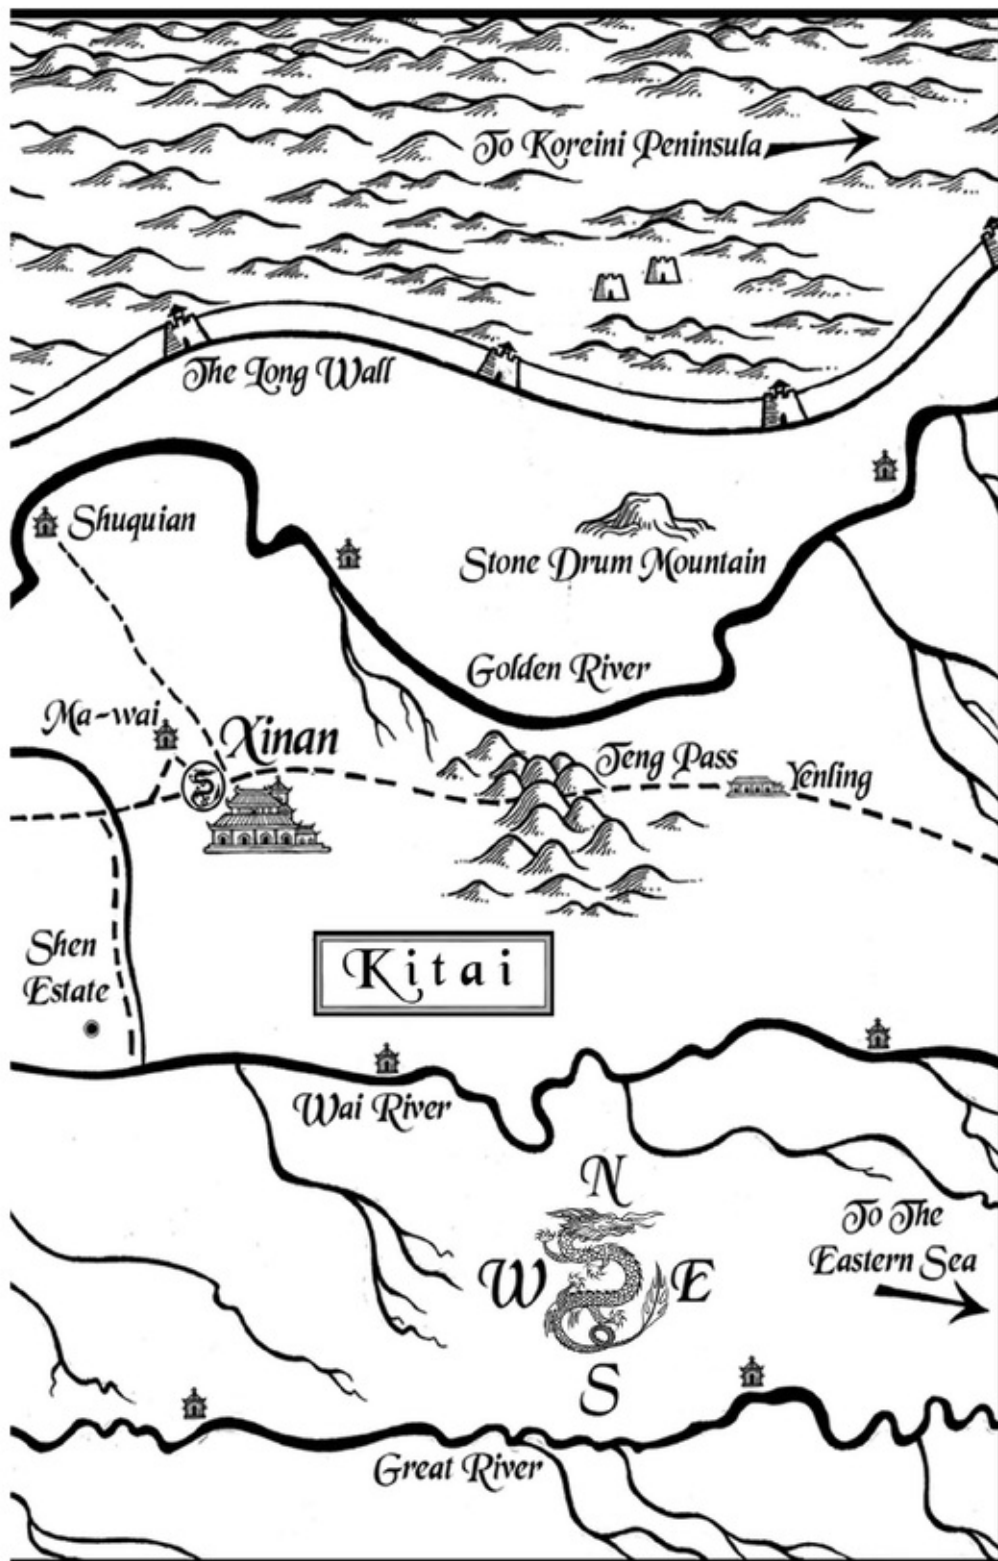 To Koreini Peninsula
The Long Wall
Shuquian
Stone Drum Mountain
Golden River
Ma-wai
Xinan
Teng Pass
Yenling
Shen
Estate
Kitai
Wai River
N
W
E
S
To The
Eastern Sea
Great River